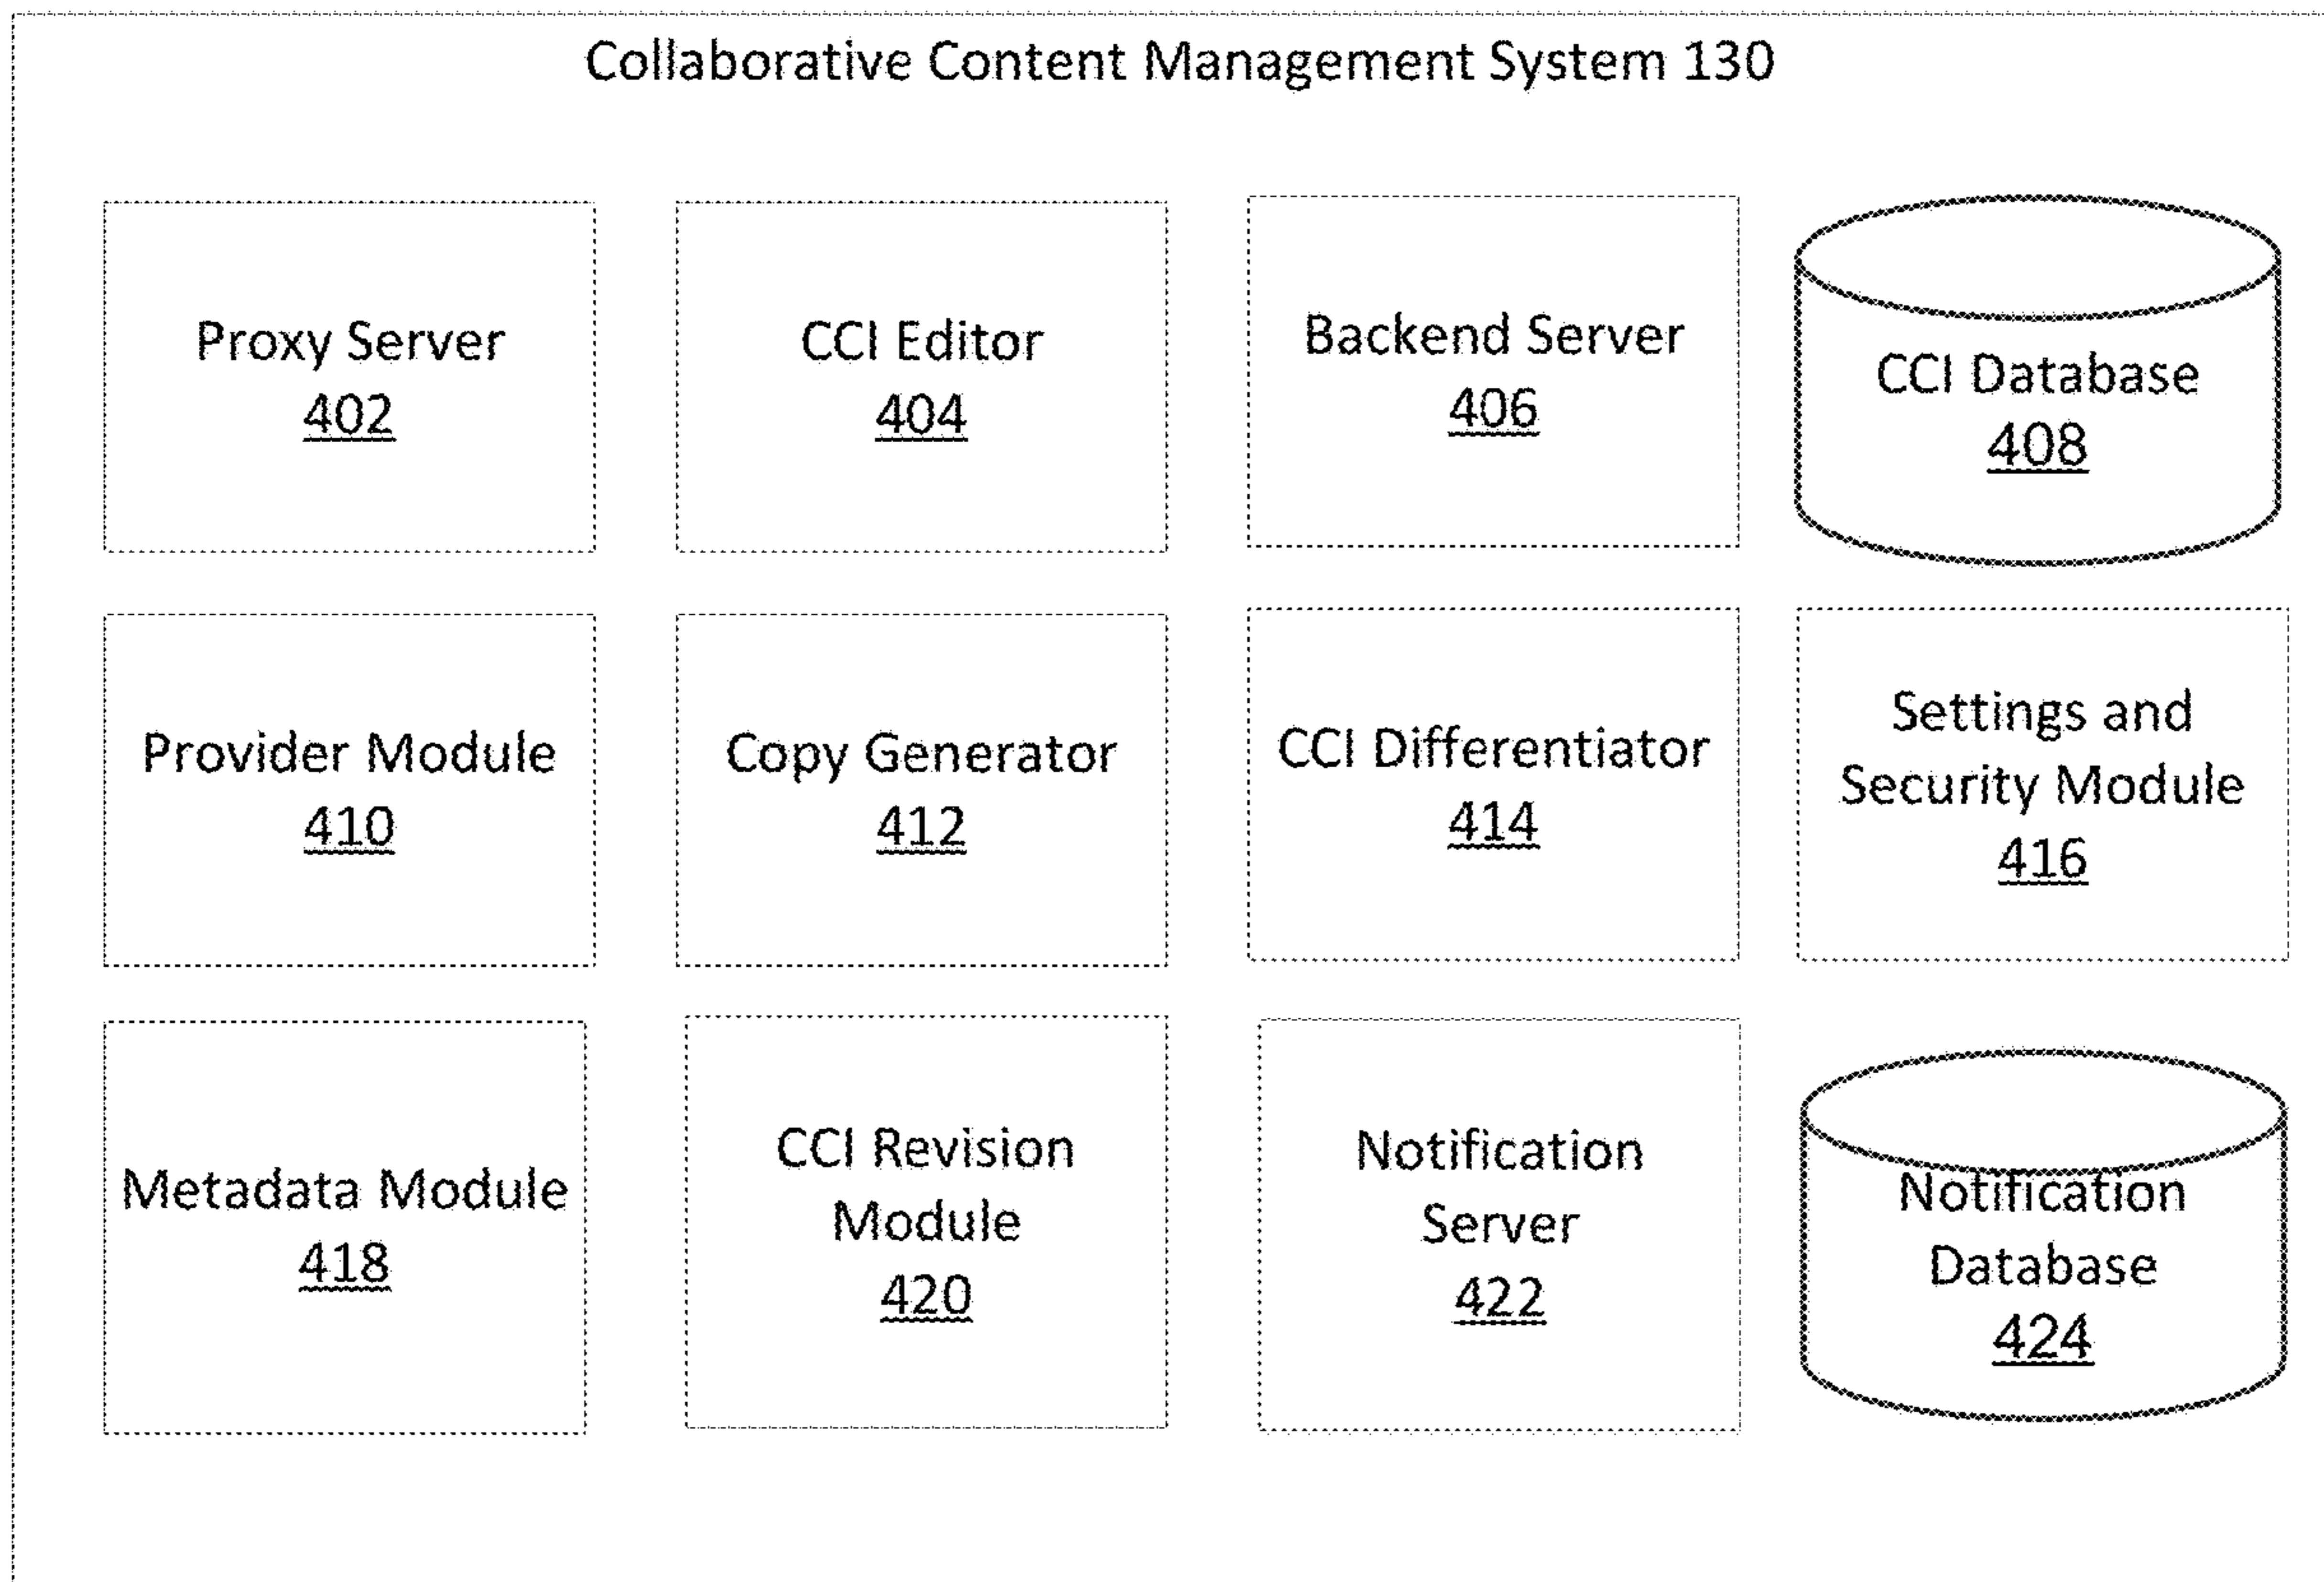 Collaborative Content Management System 130
Proxy Server
402
CCI Editor
404
Backend Server
406
CCI Database
408
Provider Module
410
Copy Generator
412
CCI Differentiator
414
Settings and
Security Module
416
Metadata Module
418
CCI Revision
Module
420
Notification
Server
422
Notification
Database
424